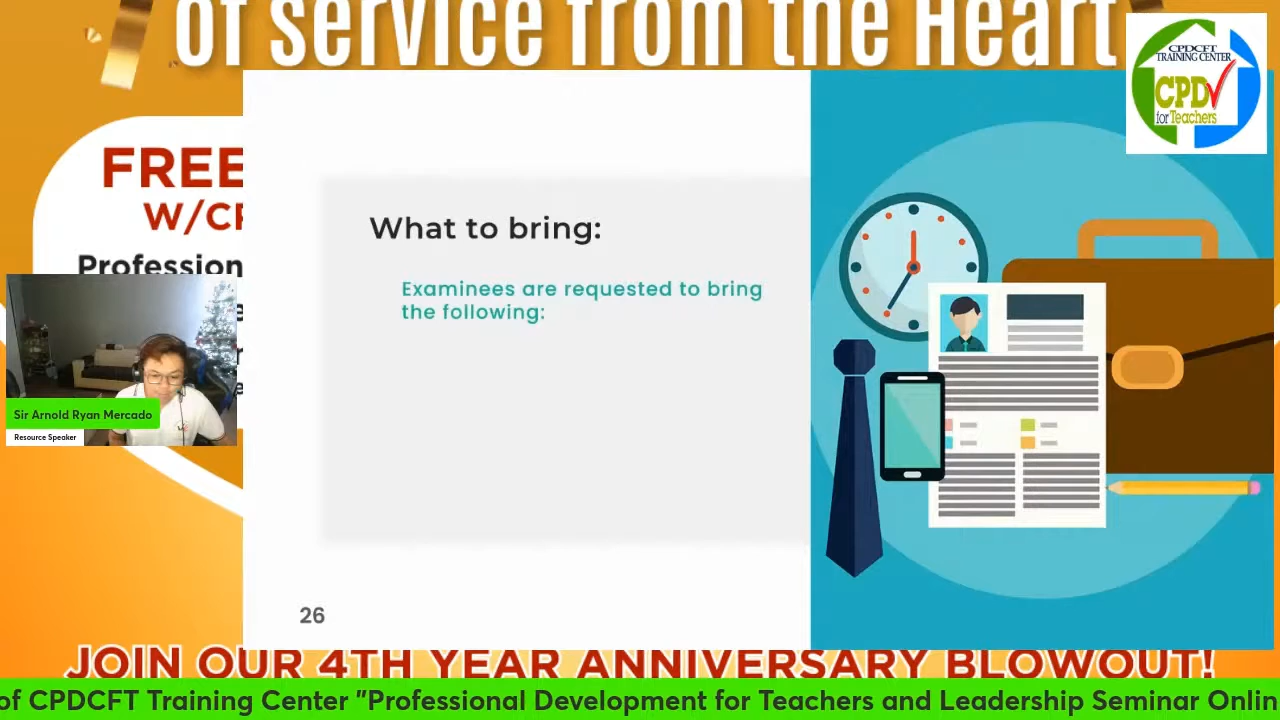 of service from the Heart
CPDCFT
TRAINING CENTER
CPD
for Teachers
FREE
W/CP
Profession
What to bring:
Examinees are requested to bring
the following:
Sir Arnold Ryan Mercado
Resource Speaker
26
JOIN OUR 4TH YEAR ANNIVERSARY BLOWOUT!
of CPDCFT Training Center "Professional Development for Teachers and Leadership Seminar Onlin